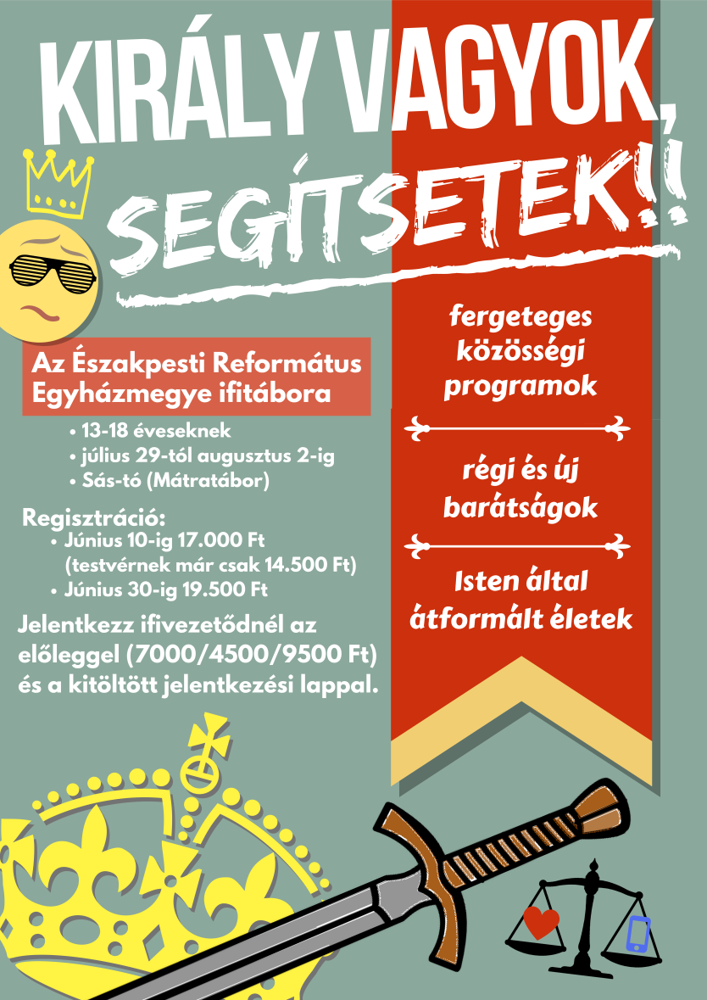 KIRÁLY VAGYOK,
SEGÍTSETEK!!
Az Északpesti Református
Egyházmegye ifitábora
• 13-18 éveseknek
• július 29-tól augusztus 2-ig
• Sás-tó (Mátratábor)
Regisztráció:
• Június 10-ig 17.000 Ft
(testvérnek már csak 14.500 Ft)
• Június 30-ig 19.500 Ft
Jelentkezz ifivezetődnél az
előleggel (7000/4500/9500 Ft)
és a kitöltött jelentkezési lappal.
fergeteges
közösségi
programok
régi és új
barátságok
Isten által
átformált életek